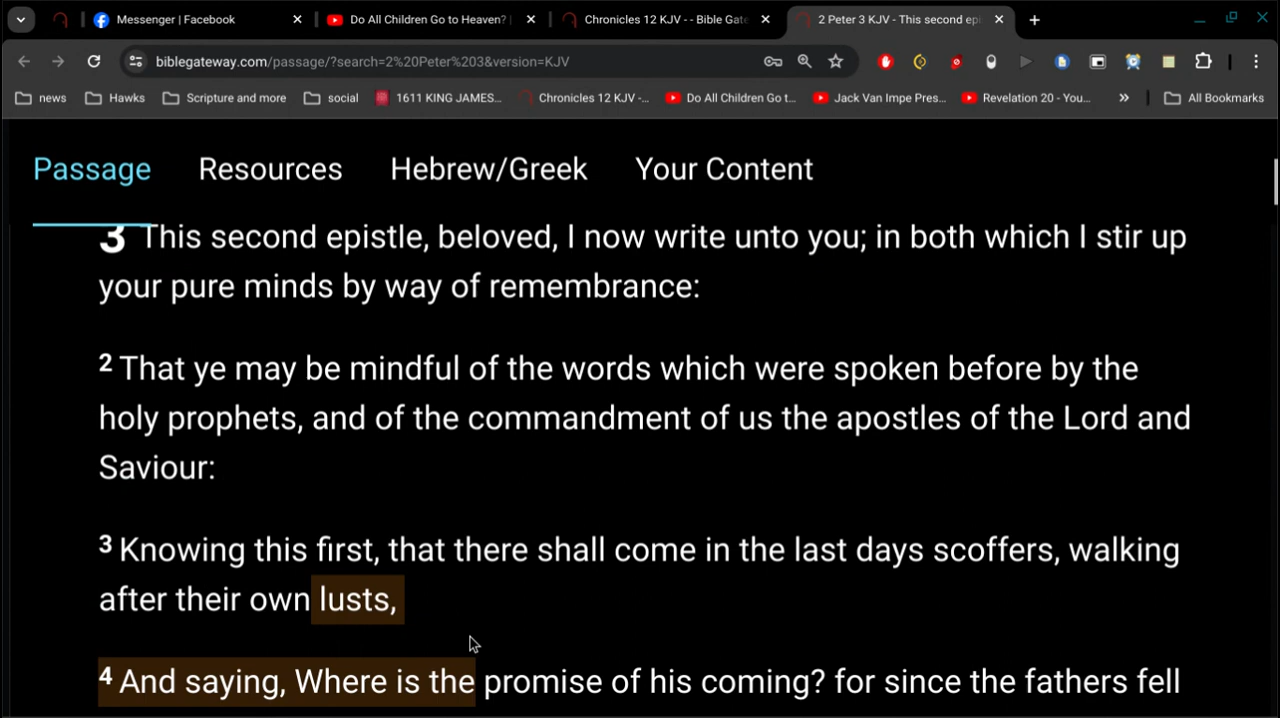 Messenger | Facebook
Do All Children Go to Heaven? |
Chronicles 12 KJV - - Bible Gate
2 Peter 3 KJV - This second epi
biblegateway.com/passage/?search=2%20Peter%203&version=KJV
news Hawks Scripture and more social 1611 KING JAMES... Chronicles 12 KJV -... Do All Children Go t... Jack Van Impe Pres... Revelation 20 - You... » All Bookmarks
Passage Resources Hebrew/Greek Your Content
3 This second epistle, beloved, I now write unto you; in both which I stir up
your pure minds by way of remembrance:
2 That ye may be mindful of the words which were spoken before by the
holy prophets, and of the commandment of us the apostles of the Lord and
Saviour:
3 Knowing this first, that there shall come in the last days scoffers, walking
after their own lusts,
4 And saying, Where is the promise of his coming? for since the fathers fell